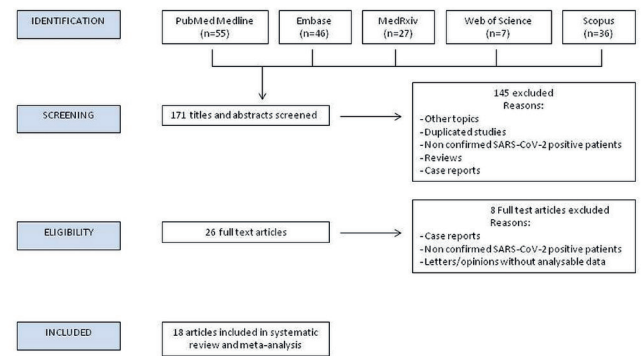 IDENTIFICATION
PubMed Medline
(n=55)
Embase
(n=46)
MedRxiv
(n=27)
Web of Science
(n=7)
Scopus
(n=36)
SCREENING
171 titles and abstracts screened
145 excluded
Reasons:
-Other topics
-Duplicated studies
-Non confirmed SARS-CoV-2 positive patients
-Reviews
-Case reports
ELIGIBILITY
26 full text articles
8 Full test articles excluded
Reasons:
-Case reports
-Non confirmed SARS-CoV-2 positive patients
-Letters/opinions without analysable data
INCLUDED
18 articles included in systematic
review and meta-analysis